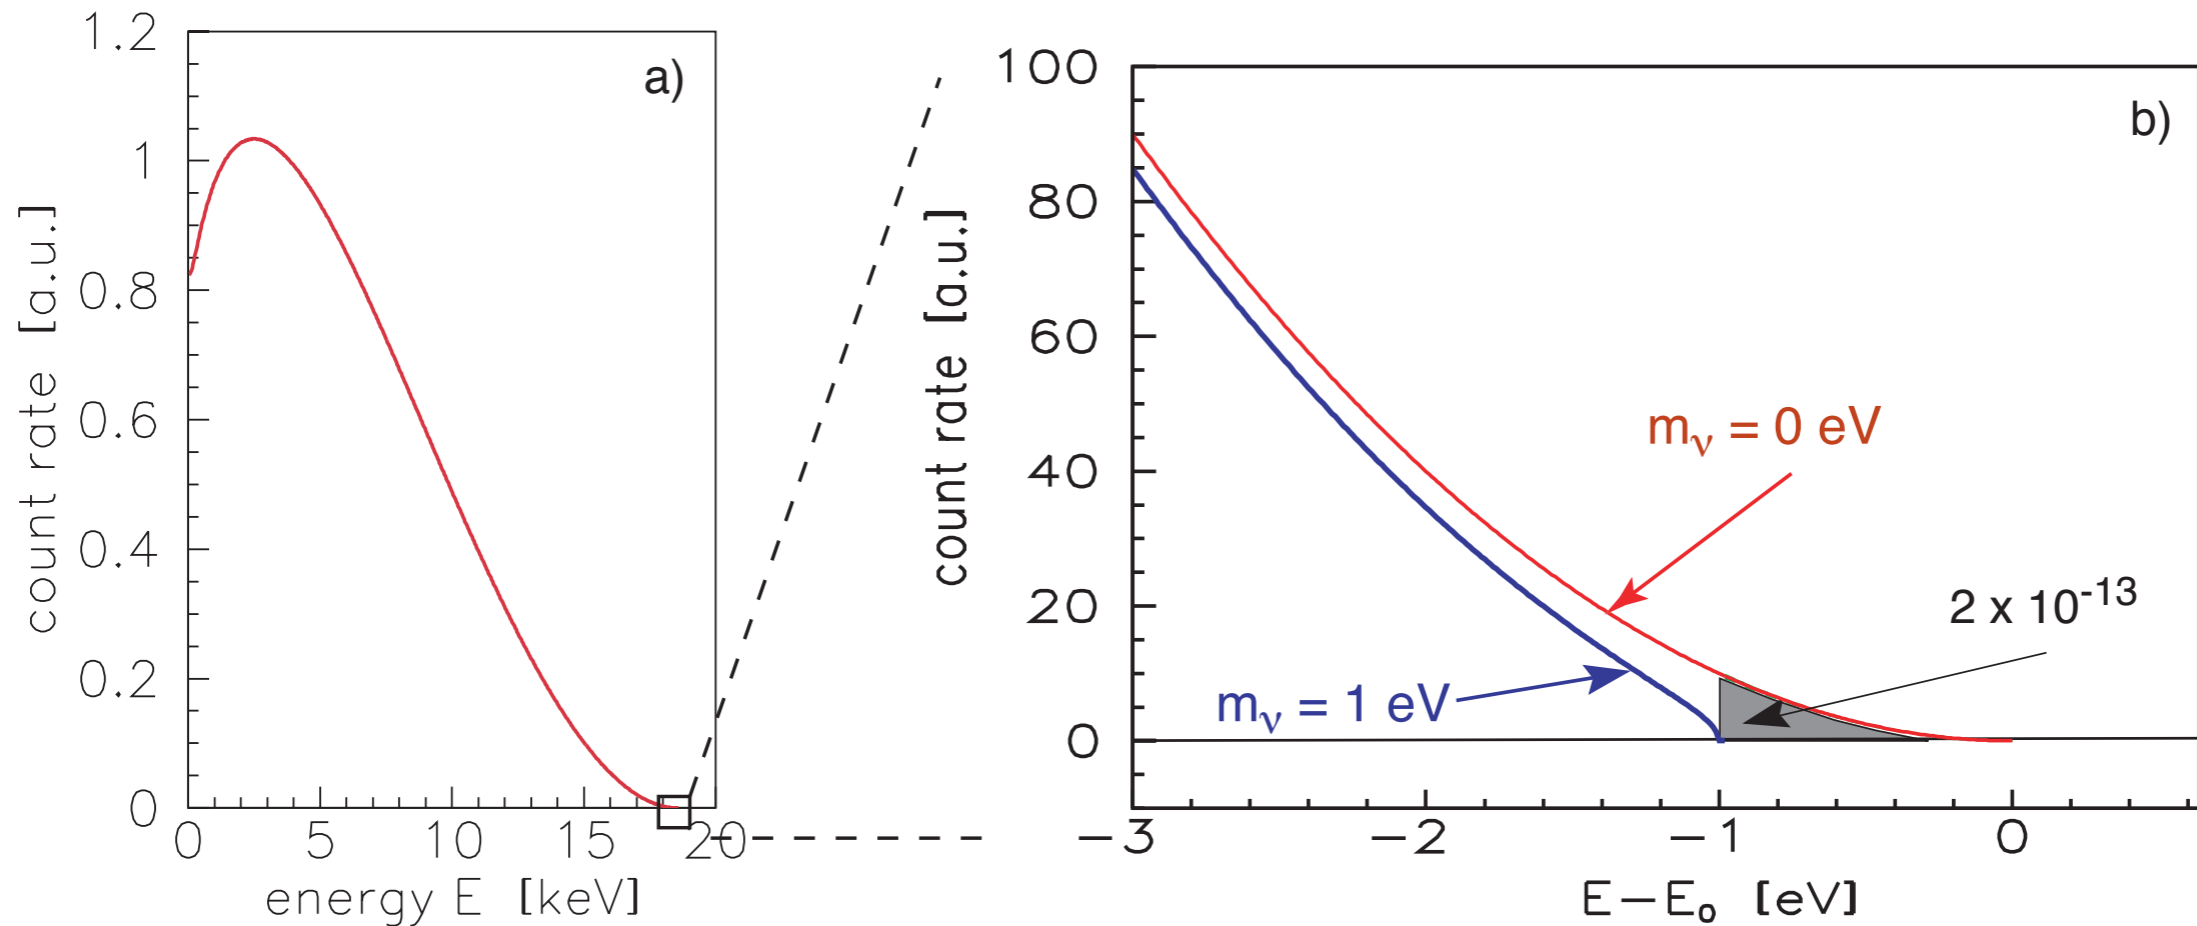 a)
count rate [a.u.]
1.2
1
0.8
0.6
0.4
0.2
0
0 5 10 15 20
energy E [keV]
b)
count rate [a.u.]
100
80
60
40
20
0
mν = 0 eV
2 x 10-13
mν = 1 eV
−3 −2 −1 0
E−E₀ [eV]